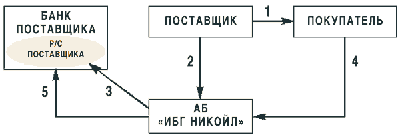 БАНК
ПОСТАВЩИКА
Р/С
ПОСТАВЩИКА
ПОСТАВЩИК
1
ПОКУПАТЕЛЬ
2
4
5
3
АБ
«ИБГ НИКОЙЛ»